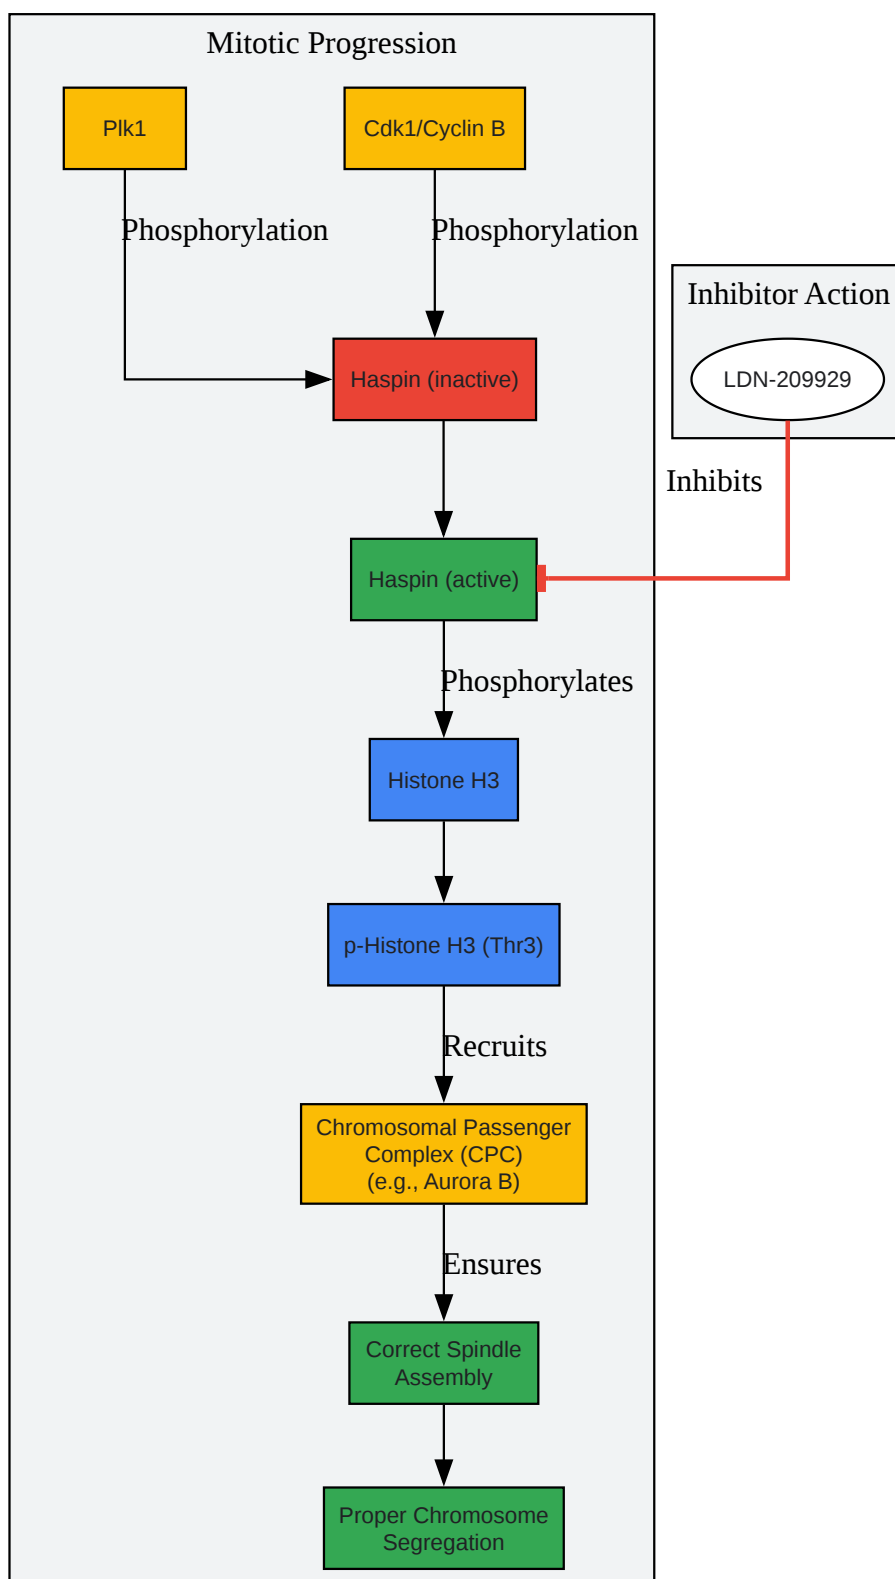 Mitotic Progression
Plk1
Cdk1/Cyclin B
Phosphorylation
Phosphorylation
Inhibitor Action
Haspin (inactive)
LDN-209929
Inhibits
Haspin (active)
Phosphorylates
Histone H3
p-Histone H3 (Thr3)
Recruits
Chromosomal Passenger
Complex (CPC)
(e.g., Aurora B)
Ensures
Correct Spindle
Assembly
Proper Chromosome
Segregation